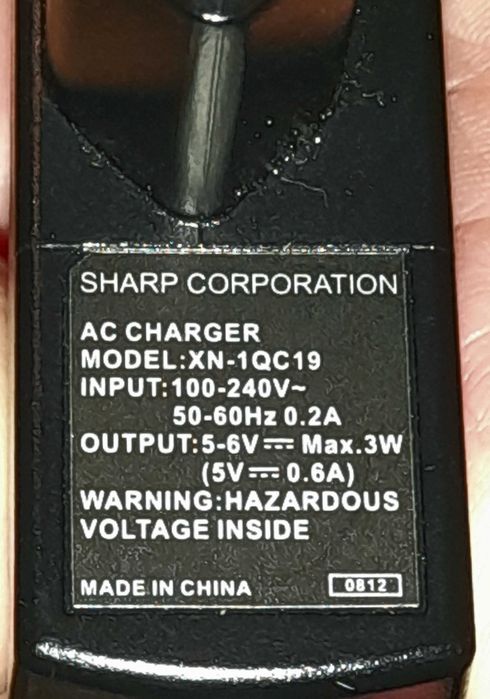 SHARP CORPORATION
AC CHARGER
MODEL:XN-1QC19
INPUT:100-240V~
50-60Hz 0.2A
OUTPUT:5-6V⎓ Max.3W
(5V⎓ 0.6A)
WARNING:HAZARDOUS
VOLTAGE INSIDE
MADE IN CHINA 0812